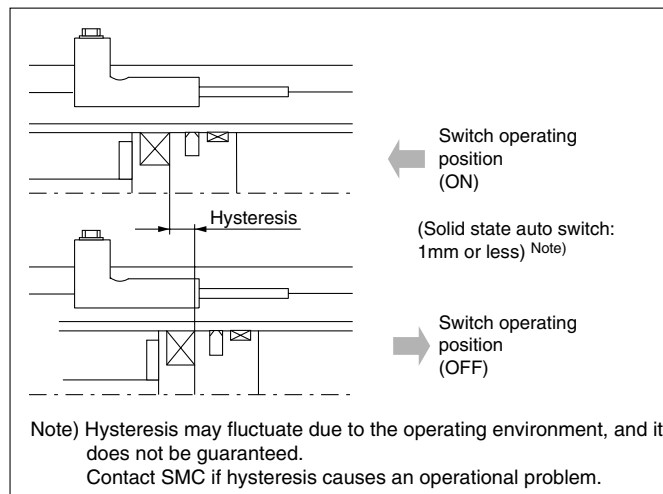 Switch operating
position
(ON)
Hysteresis
(Solid state auto switch:
1mm or less) Note)
Switch operating
position
(OFF)
Note) Hysteresis may fluctuate due to the operating environment, and it
does not be guaranteed.
Contact SMC if hysteresis causes an operational problem.